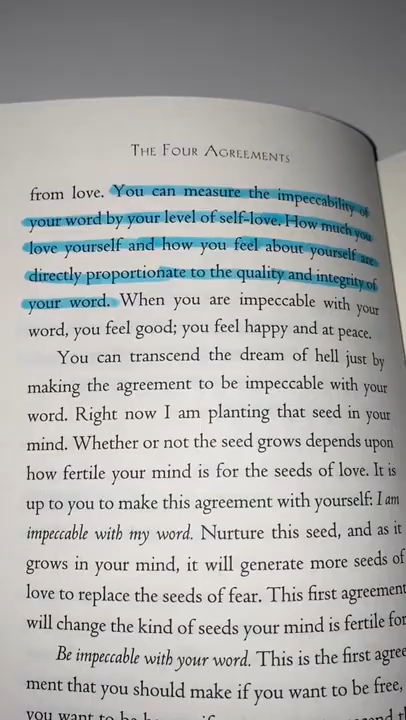 THE FOUR AGREEMENTS
from love. You can measure the impeccability of
your word by your level of self-love. How much you
love yourself and how you feel about yourself are
directly proportionate to the quality and integrity of
your word. When you are impeccable with your
word, you feel good; you feel happy and at peace.
You can transcend the dream of hell just by
making the agreement to be impeccable with your
word. Right now I am planting that seed in your
mind. Whether or not the seed grows depends upon
how fertile your mind is for the seeds of love. It is
up to you to make this agreement with yourself: I am
impeccable with my word. Nurture this seed, and as it
grows in your mind, it will generate more seeds of
love to replace the seeds of fear. This first agreement
will change the kind of seeds your mind is fertile for
Be impeccable with your word. This is the first agree
ment that you should make if you want to be free,
you want to be